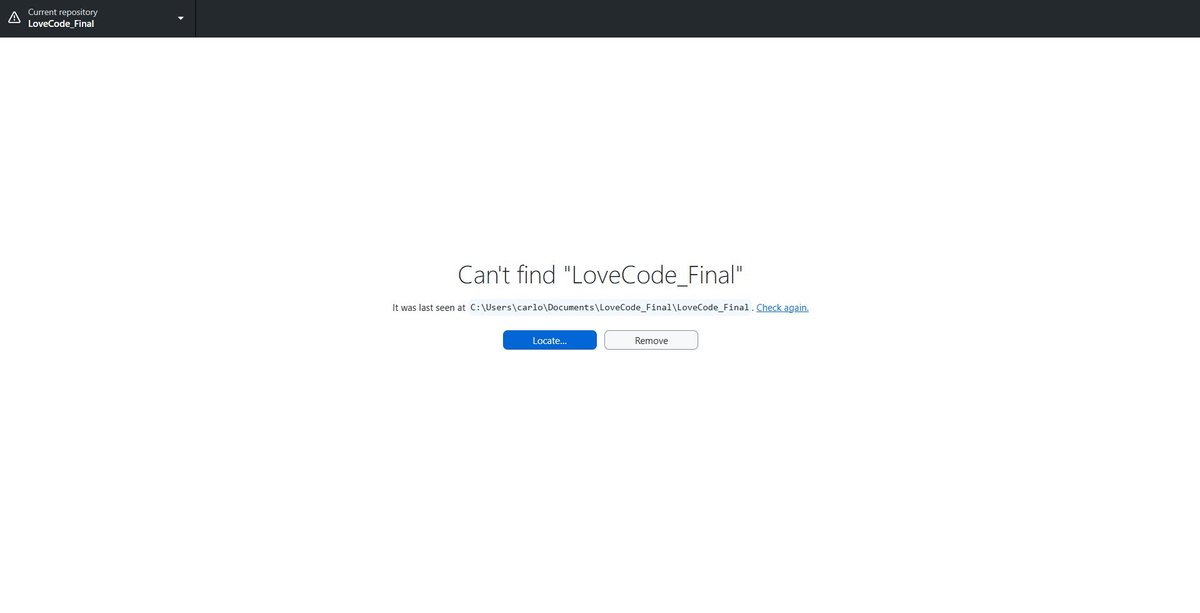 Current repository
LoveCode_Final
Can't find "LoveCode_Final"
It was last seen at C:\Users\carlo\Documents\LoveCode_Final\LoveCode_Final. Check again.
Locate...
Remove